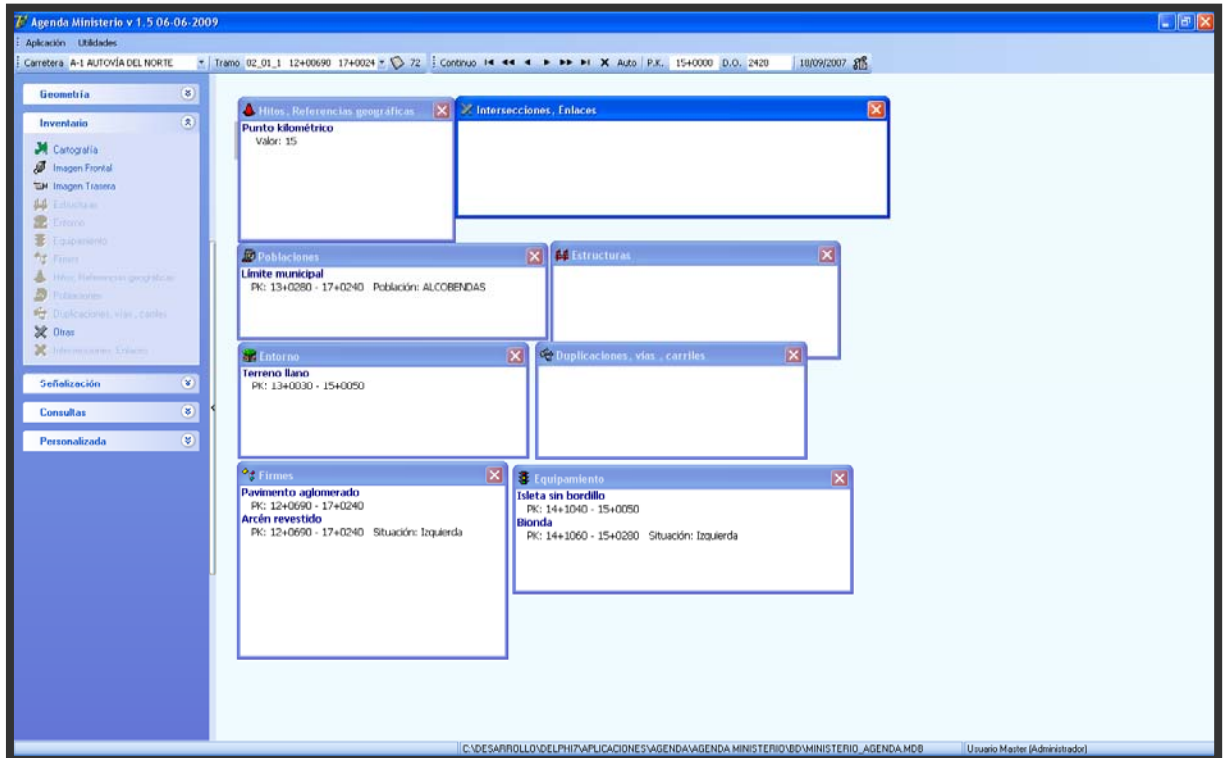 Agenda Ministerio v 1.5 06-06-2009
Aplicación Utilidades
Carretera A-1 AUTOVÍA DEL NORTE Tramo 02_01_1 12+00690 17+0024 72 Continuo Auto P.K. 15+0000 D.O. 2420 18/09/2007
Geometría
Inventario
Cartografía
Imagen Frontal
Imagen Trasera
Estructuras
Entorno
Equipamiento
Firmes
Hitos, Referencias geográficas
Poblaciones
Duplicaciones, vías , carriles
Otras
Intersecciones, Enlaces
Señalización
Consultas
Personalizada
Hitos, Referencias geográficas
Punto kilométrico
Valor: 15
Intersecciones, Enlaces
Poblaciones
Límite municipal
PK: 13+0280 - 17+0240 Población: ALCOBENDAS
Estructuras
Entorno
Terreno llano
PK: 13+0030 - 15+0050
Duplicaciones, vías , carriles
Firmes
Pavimento aglomerado
PK: 12+0690 - 17+0240
Arcén revestido
PK: 12+0690 - 17+0240 Situación: Izquierda
Equipamiento
Isleta sin bordillo
PK: 14+1040 - 15+0050
Bionda
PK: 14+1060 - 15+0280 Situación: Izquierda
C:\DESARROLLO\DELPHI7\APLICACIONES\AGENDA\AGENDA MINISTERIO\BD\MINISTERIO_AGENDA.MDB Usuario Master (Administrador)